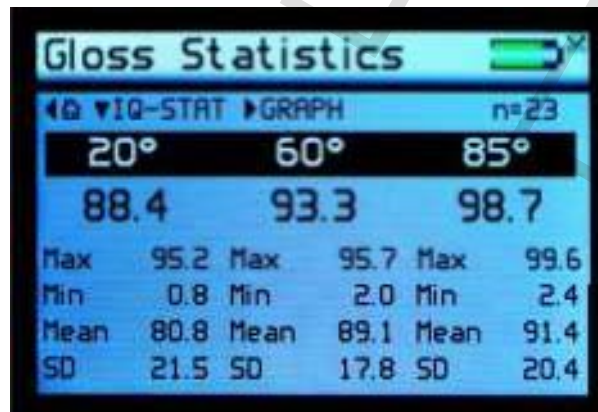 Gloss Statistics
IQ-STAT GRAPH n=23
20° 60° 85°
88.4 93.3 98.7
Max 95.2 Max 95.7 Max 99.6
Min 0.8 Min 2.0 Min 2.4
Mean 80.8 Mean 89.1 Mean 91.4
SD 21.5 SD 17.8 SD 20.4